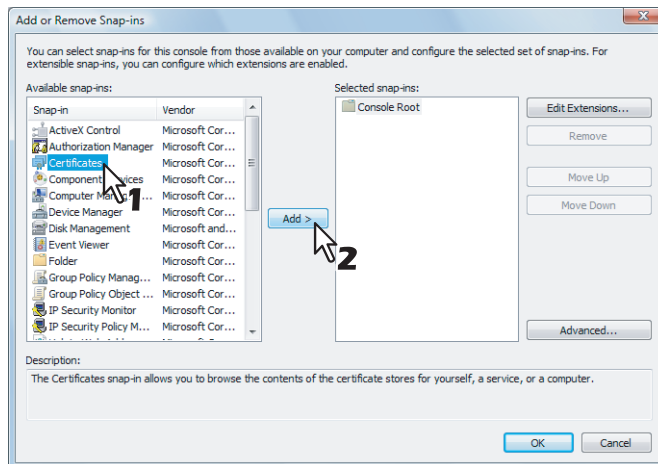 Add or Remove Snap-ins
You can select snap-ins for this console from those available on your computer and configure the selected set of snap-ins. For
extensible snap-ins, you can configure which extensions are enabled.
Available snap-ins:
Selected snap-ins:
Snap-in Vendor
Console Root
Edit Extensions...
ActiveX Control Microsoft Cor...
Authorization Manager Microsoft Cor...
Remove
Certificates Microsoft Cor...
Component Microsoft Cor...
Move Up
Computer Microsoft Cor...
1
Device Manager Microsoft Cor...
Move Down
Add >
Disk Management Microsoft and...
Event Viewer Microsoft Cor...
2
Folder Microsoft Cor...
Group Policy Manag... Microsoft Cor...
Group Policy Object ... Microsoft Cor...
IP Security Monitor Microsoft Cor...
IP Security Policy M... Microsoft Cor...
Advanced...
Description:
The Certificates snap-in allows you to browse the contents of the certificate stores for yourself, a service, or a computer.
OK
Cancel